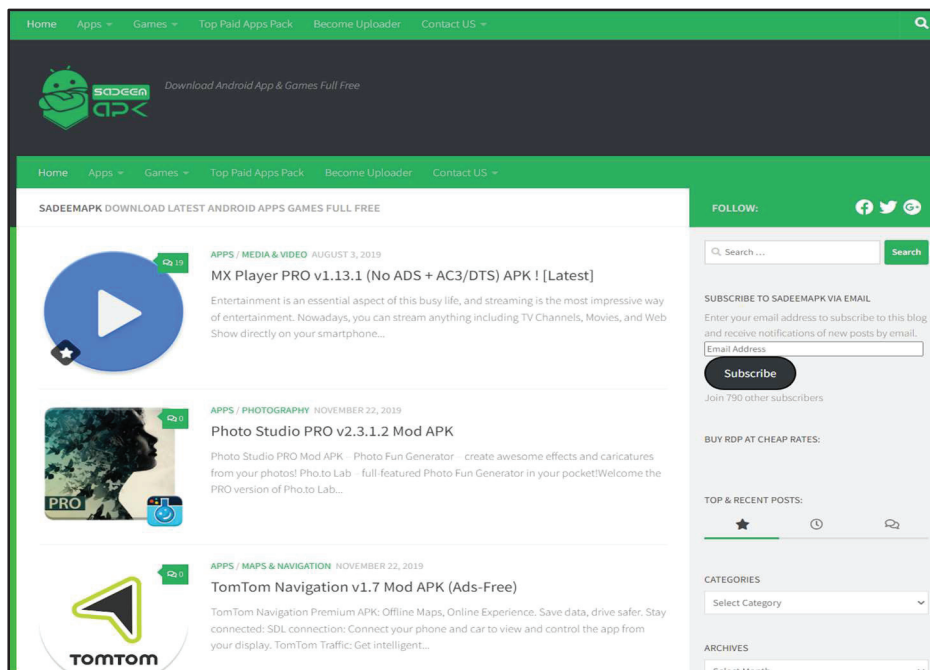 Home Apps Games Top Paid Apps Pack Become Uploader Contact US
SADEEM
APK
Download Android App & Games Full Free
Home Apps Games Top Paid Apps Pack Become Uploader Contact US
SADEEMAPK DOWNLOAD LATEST ANDROID APPS GAMES FULL FREE
19
APPS / MEDIA & VIDEO AUGUST 3, 2019
MX Player PRO v1.13.1 (No ADS + AC3/DTS) APK ! [Latest]
Entertainment is an essential aspect of this busy life, and streaming is the most impressive way
of entertainment. Nowadays, you can stream anything including TV Channels, Movies, and Web
Show directly on your smartphone...
0
PRO
APPS / PHOTOGRAPHY NOVEMBER 22, 2019
Photo Studio PRO v2.3.1.2 Mod APK
Photo Studio PRO Mod APK – Photo Fun Generator – create awesome effects and caricatures
from your photos! Pho.to Lab – full-featured Photo Fun Generator in your pocket!Welcome the
PRO version of Pho.to Lab...
0
TOMTOM
APPS / MAPS & NAVIGATION NOVEMBER 22, 2019
TomTom Navigation v1.7 Mod APK (Ads-Free)
TomTom Navigation Premium APK: Offline Maps, Online Experience. Save data, drive safer. Stay
connected: SDL connection: Connect your phone and car to view and control the app from
your display. TomTom Traffic: Get intelligent...
FOLLOW:
G+
Search ...
Search
SUBSCRIBE TO SADEEMAPK VIA EMAIL
Enter your email address to subscribe to this blog
and receive notifications of new posts by email.
Email Address
Subscribe
Join 790 other subscribers
BUY RDP AT CHEAP RATES:
TOP & RECENT POSTS:
CATEGORIES
Select Category
ARCHIVES
Select Month